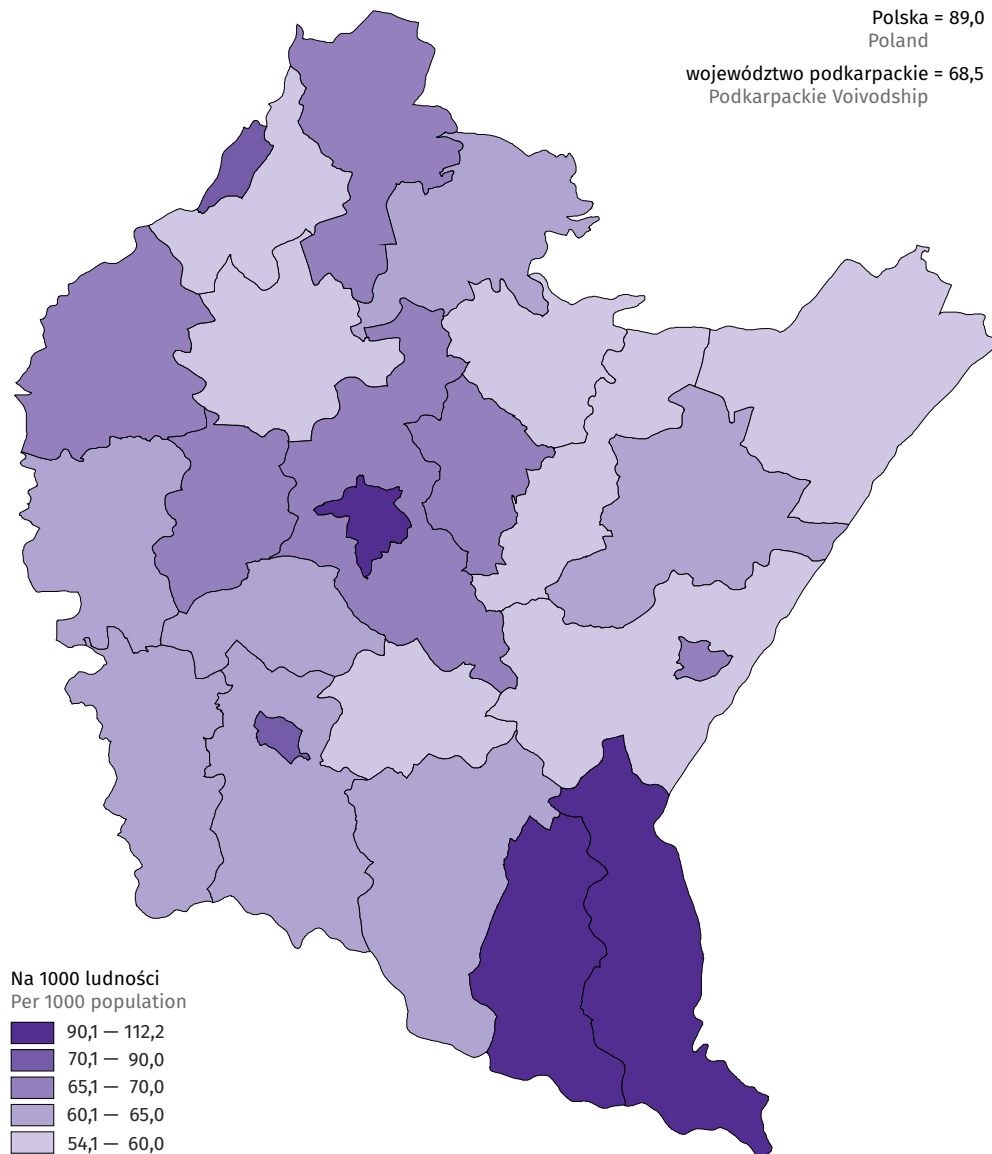 Polska = 89,0
Poland
województwo podkarpackie = 68,5
Podkarpackie Voivodship
Na 1000 ludności
Per 1000 population
90,1 — 112,2
70,1 — 90,0
65,1 — 70,0
60,1 — 65,0
54,1 — 60,0